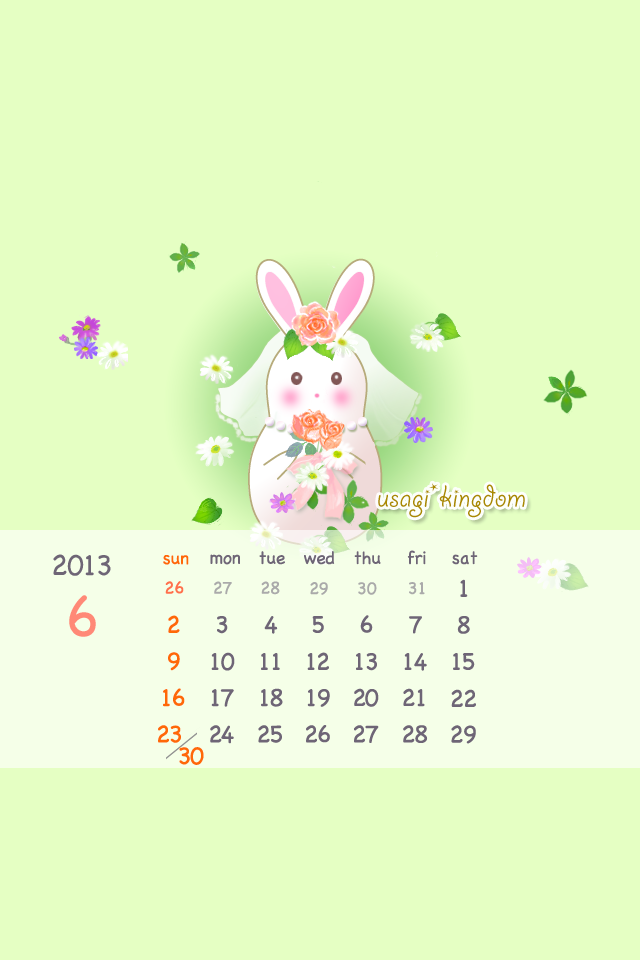 usagi*kingdom
2013
6
sun mon tue wed thu fri sat
26 27 28 29 30 31 1
2 3 4 5 6 7 8
9 10 11 12 13 14 15
16 17 18 19 20 21 22
23/30 24 25 26 27 28 29